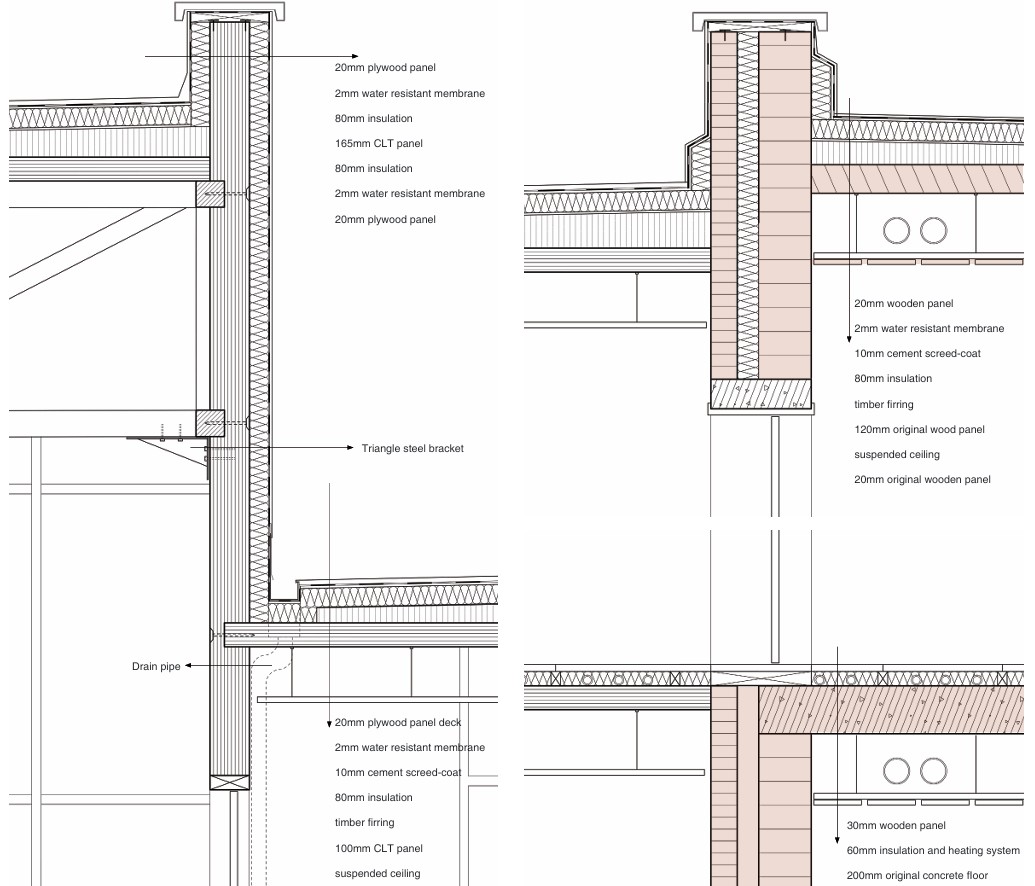 20mm plywood panel
2mm water resistant membrane
80mm insulation
165mm CLT panel
80mm insulation
2mm water resistant membrane
20mm plywood panel
Triangle steel bracket
Drain pipe
20mm plywood panel deck
2mm water resistant membrane
10mm cement screed-coat
80mm insulation
timber firring
100mm CLT panel
suspended ceiling
20mm wooden panel
2mm water resistant membrane
10mm cement screed-coat
80mm insulation
timber firring
120mm original wood panel
suspended ceiling
20mm original wooden panel
30mm wooden panel
60mm insulation and heating system
200mm original concrete floor